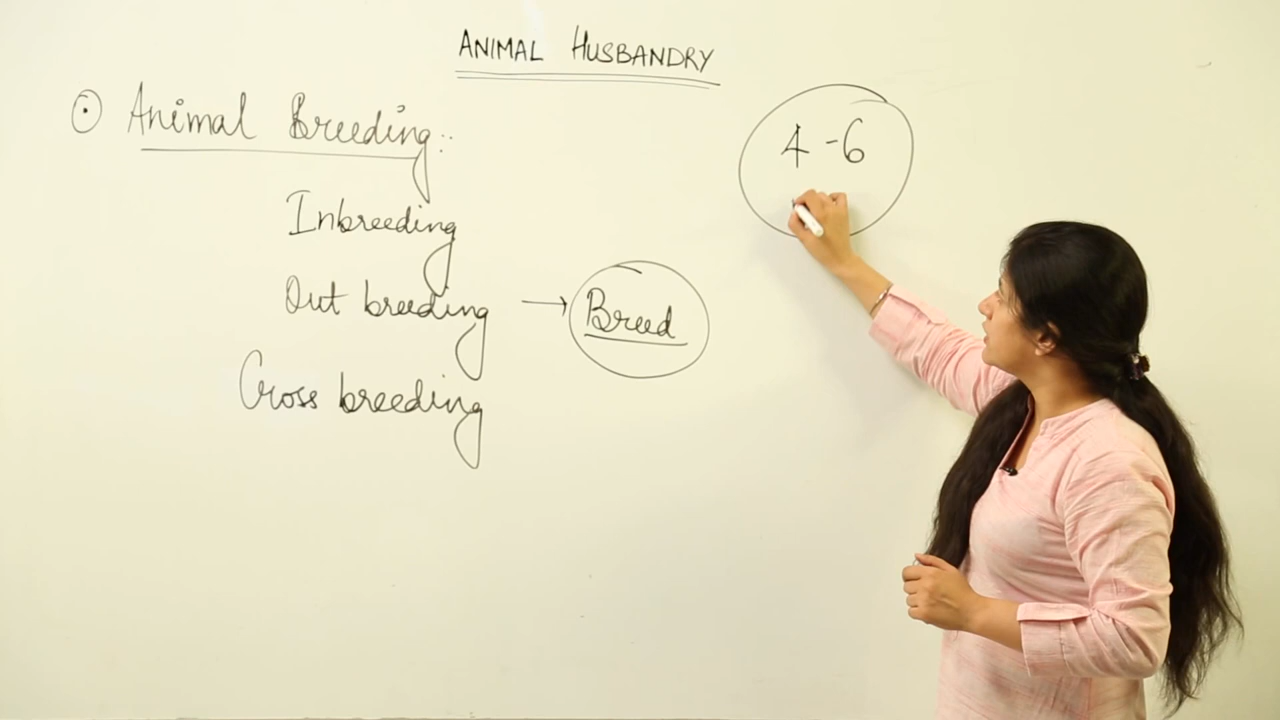 ANIMAL HUSBANDRY
Animal Breeding:
4-6
Inbreeding
Out breeding → Breed
Cross breeding